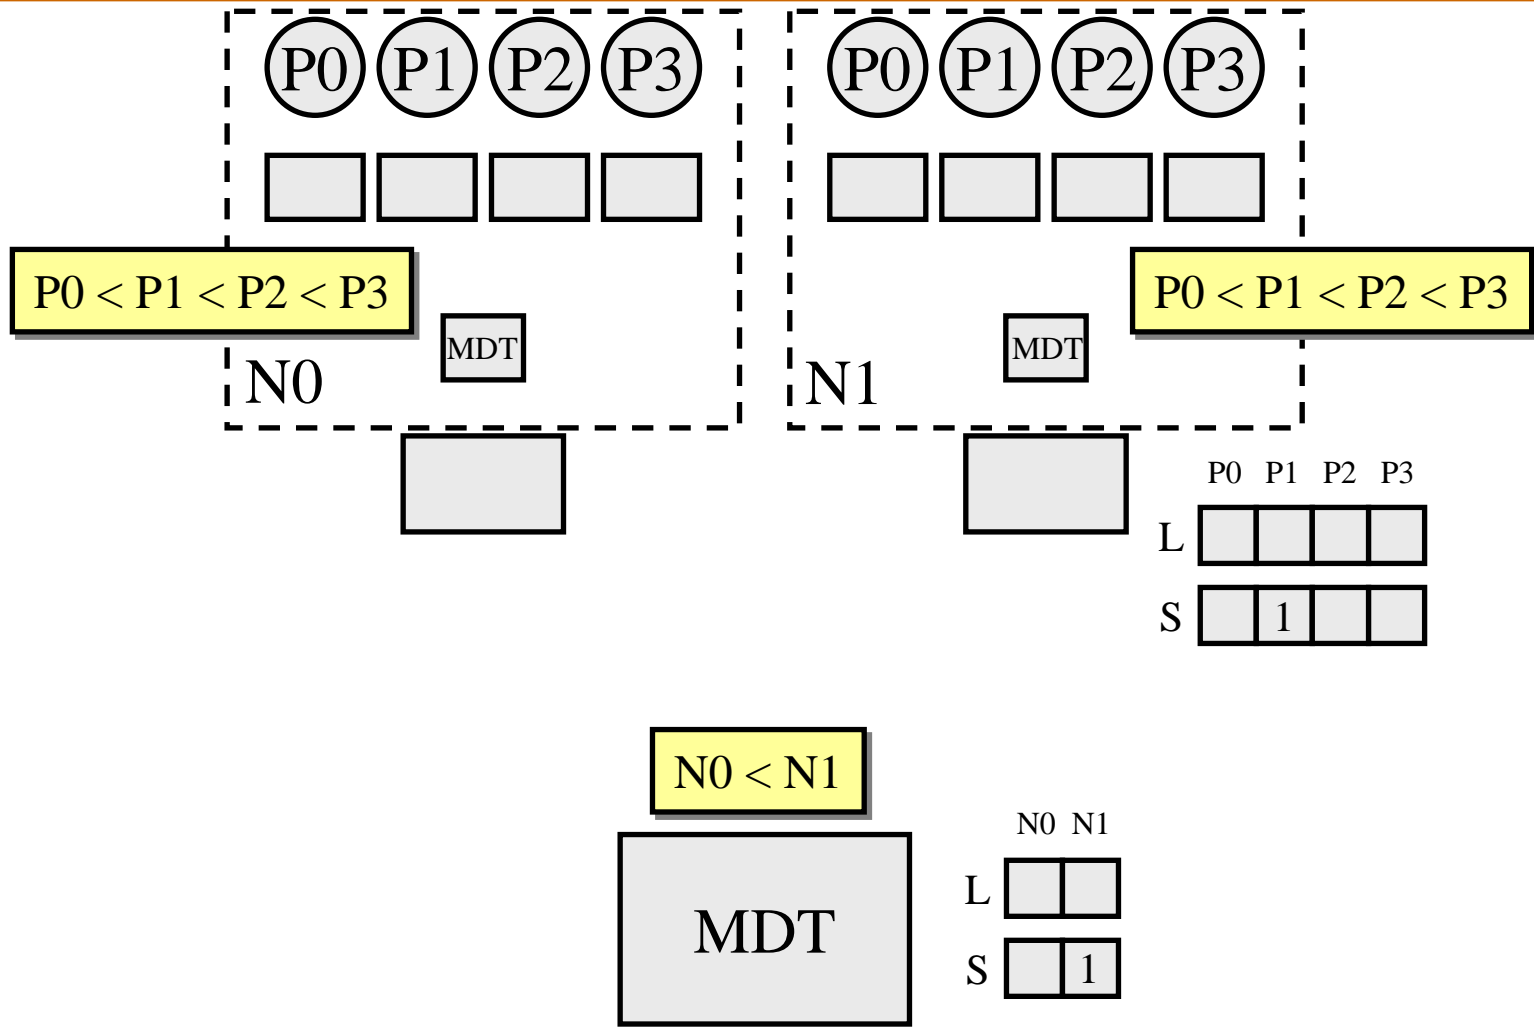 P0 P1 P2 P3 P0 P1 P2 P3
P0 < P1 < P2 < P3 P0 < P1 < P2 < P3
MDT MDT
N0 N1
P0 P1 P2 P3
L
S 1
N0 < N1
N0 N1
L
MDT
S 1